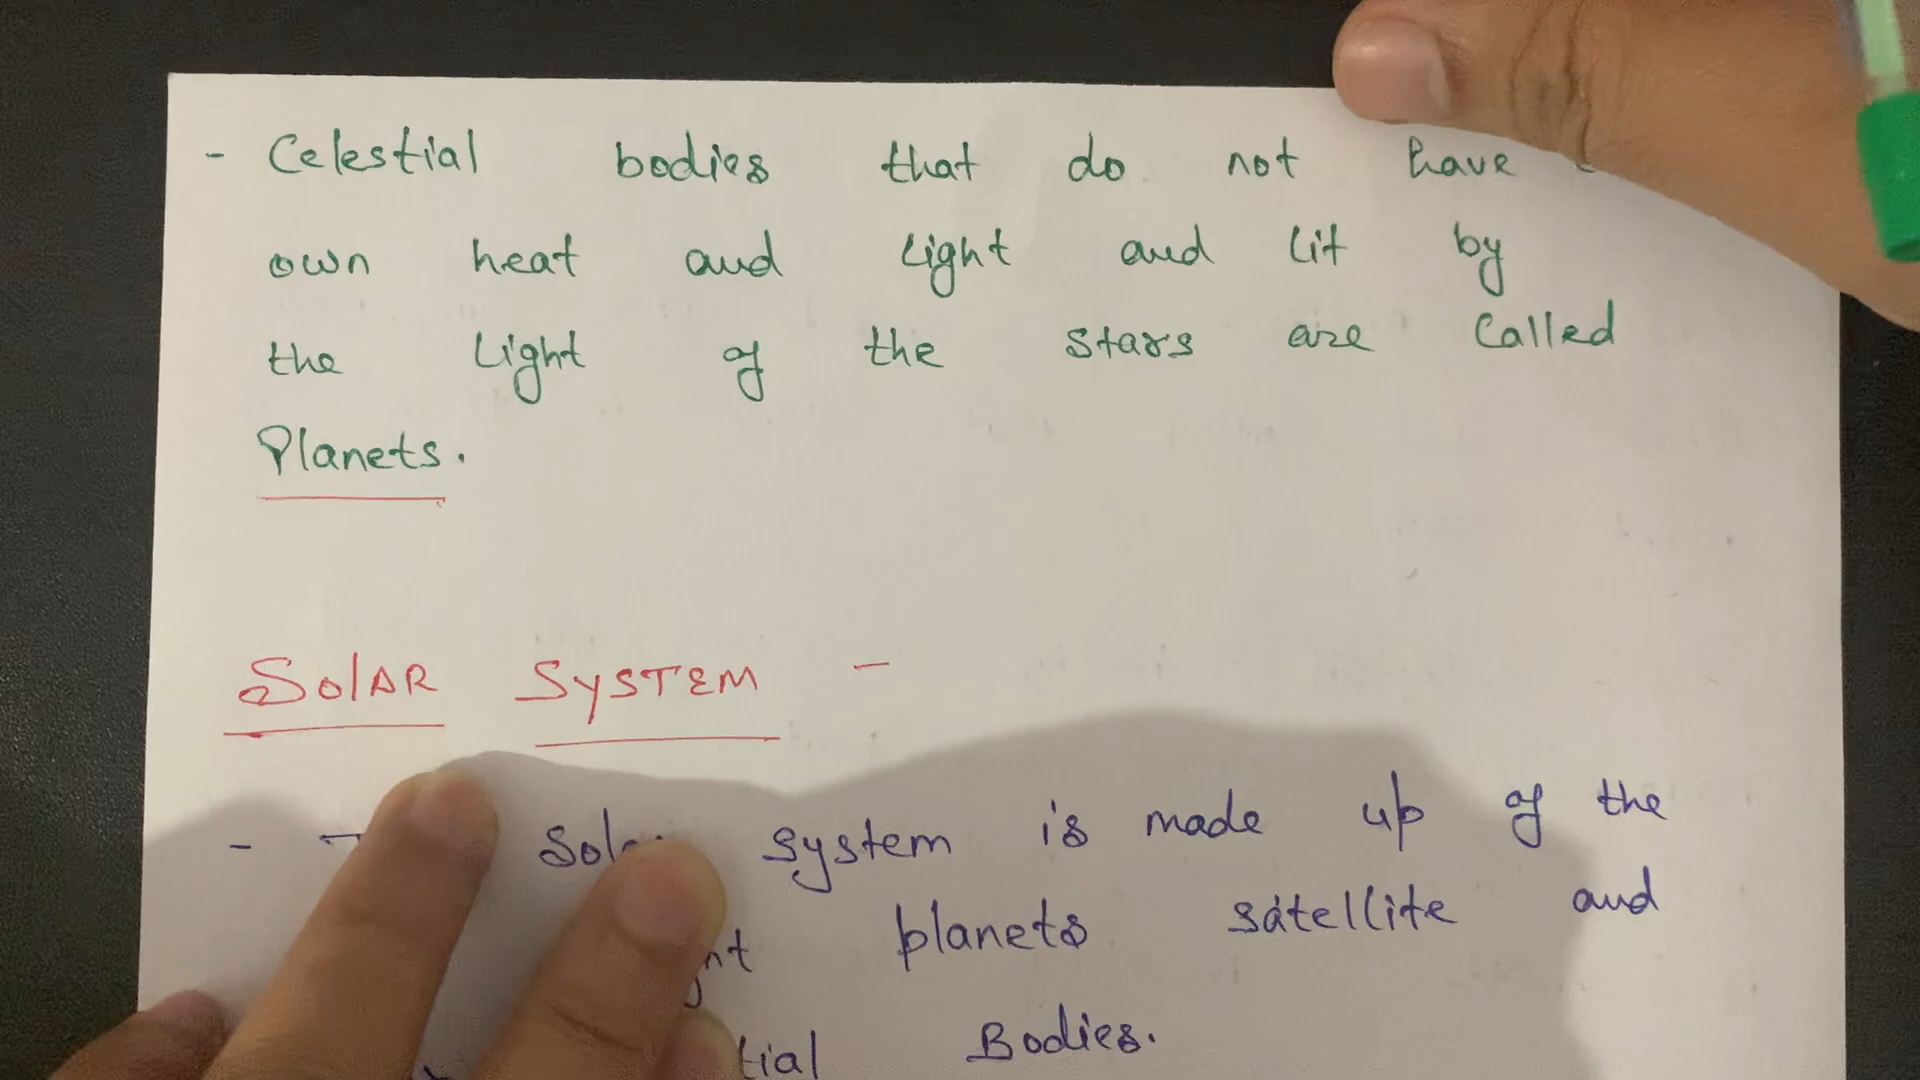 - Celestial bodies that do not have
own heat and light and lit by
the light of the stars are called
Planets.
SOLAR SYSTEM -
- system is made up of the
planets satellite and
Bodies.